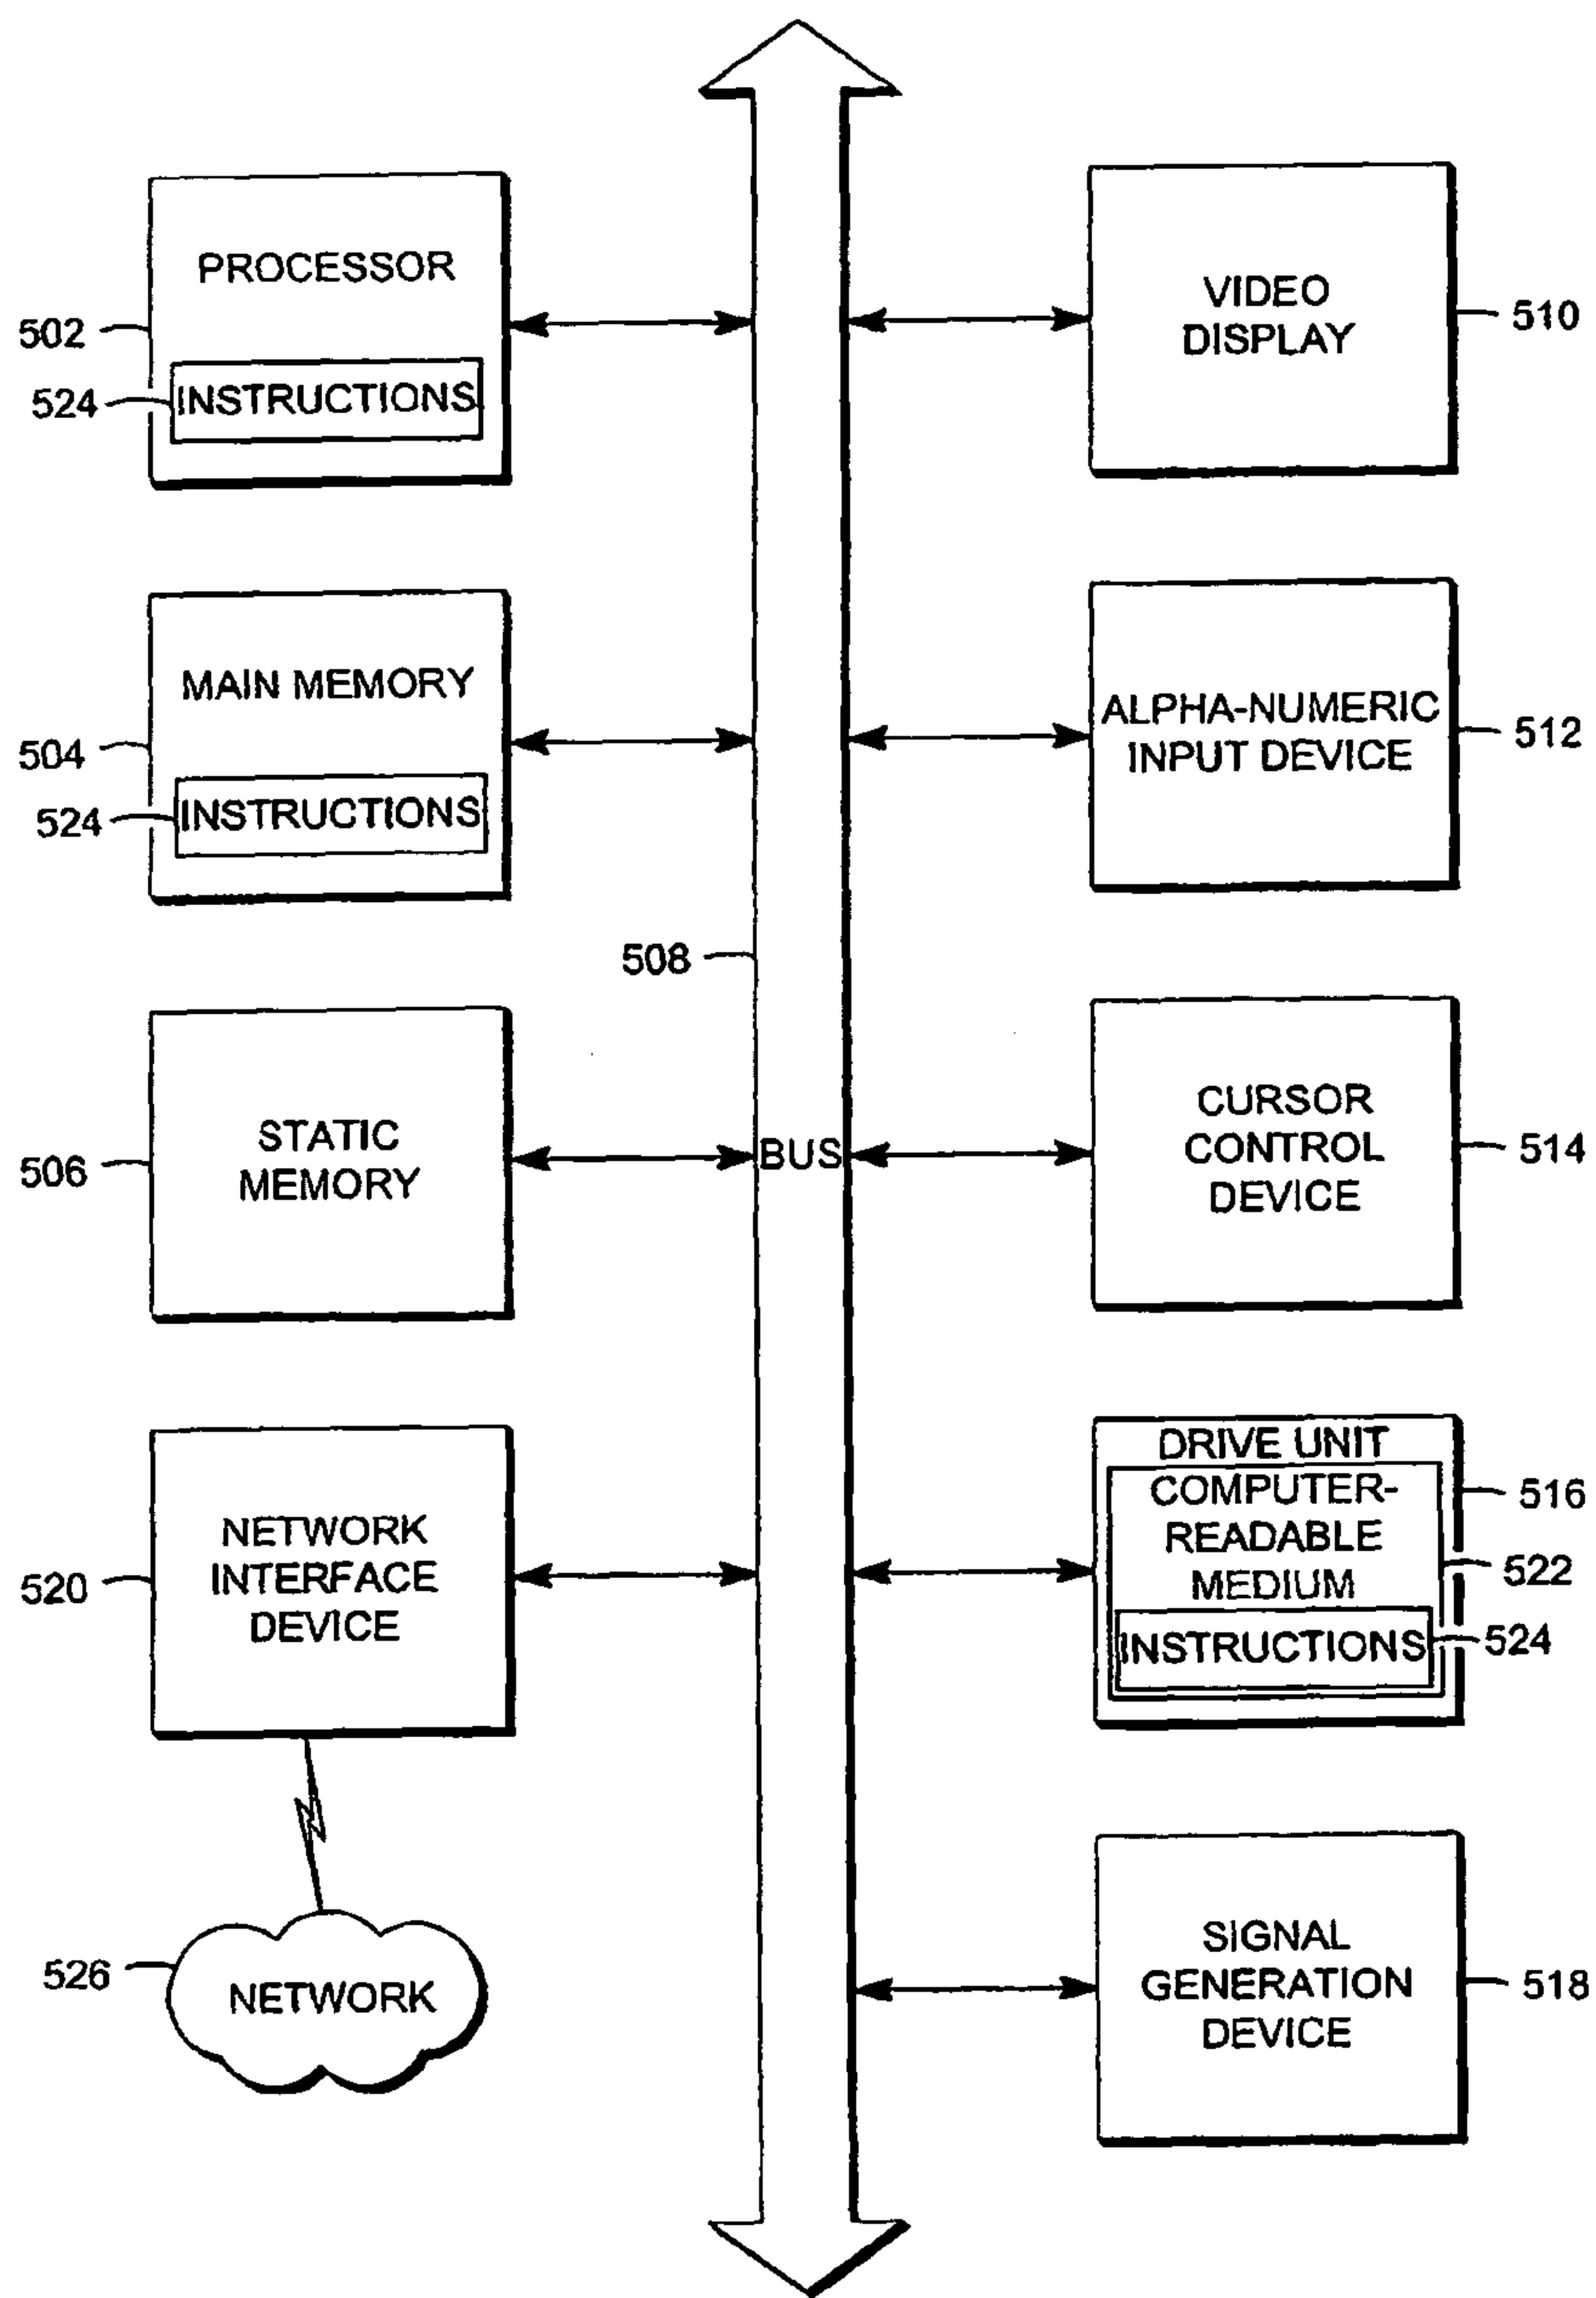 PROCESSOR
502
524
INSTRUCTIONS
VIDEO
DISPLAY
510
MAIN MEMORY
504
524
INSTRUCTIONS
ALPHA-NUMERIC
INPUT DEVICE
512
508
STATIC
MEMORY
506
BUS
CURSOR
CONTROL
DEVICE
514
NETWORK
INTERFACE
DEVICE
520
DRIVE UNIT
516
COMPUTER-
READABLE
MEDIUM
522
INSTRUCTIONS
524
526
NETWORK
SIGNAL
GENERATION
DEVICE
518